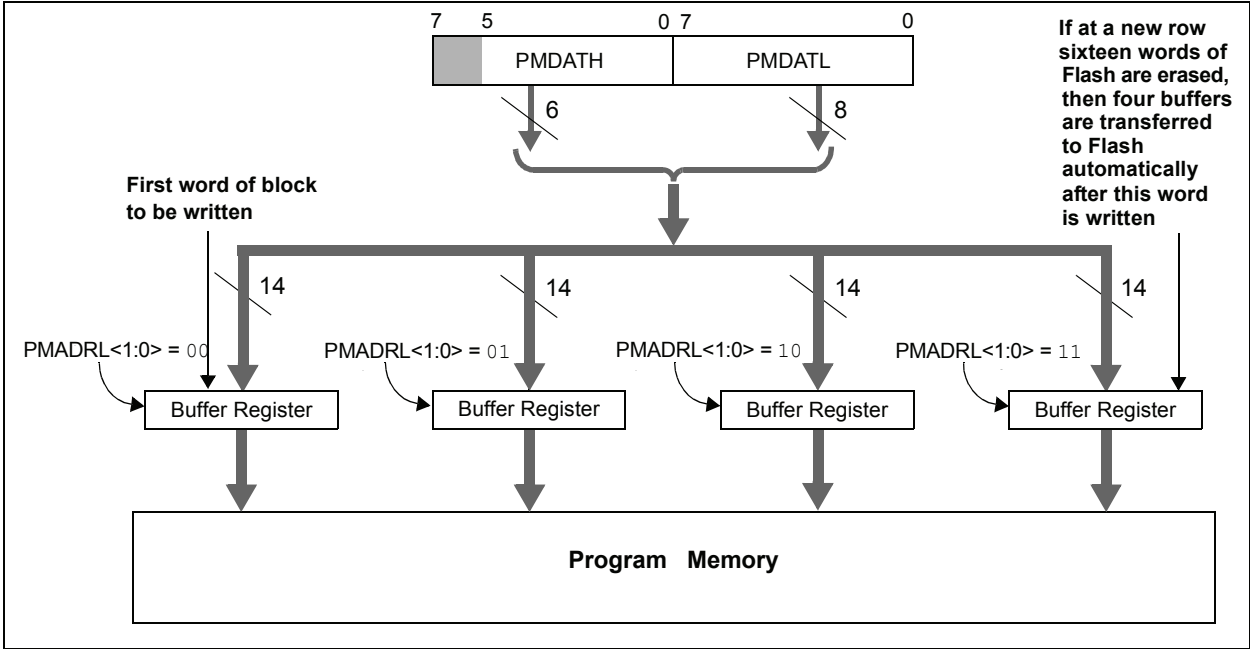 7 5 0 7 0
PMDATH PMDATL
6 8
If at a new row
sixteen words of
Flash are erased,
then four buffers
are transferred
to Flash
automatically
after this word
is written
First word of block
to be written
14 14 14 14
PMADRL<1:0> = 00 PMADRL<1:0> = 01 PMADRL<1:0> = 10 PMADRL<1:0> = 11
Buffer Register Buffer Register Buffer Register Buffer Register
Program Memory